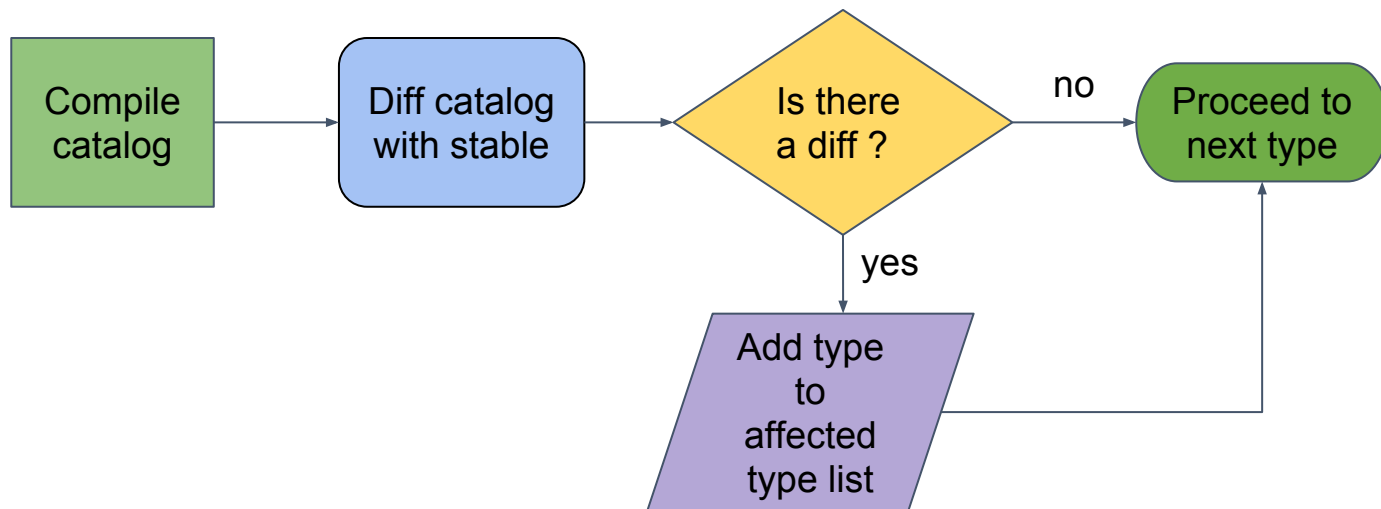 Compile
catalog
Diff catalog
with stable
Is there
a diff ?
no
Proceed to
next type
yes
Add type
to
affected
type list